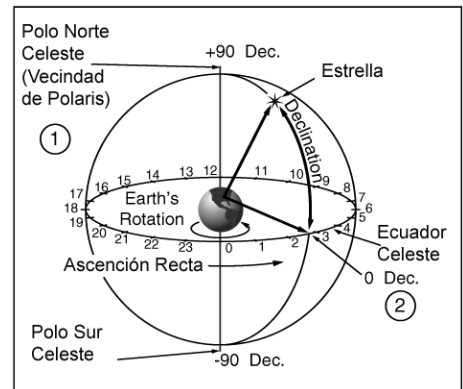 Polo Norte
Celeste
(Vecindad
de Polaris)
+90 Dec.
Estrella
1
Declination
12
13
14
15
16
17
18
19
20
21
22
23
0
1
2
3
4
5
6
7
8
9
10
11
Earth's
Rotation
Ecuador
Celeste
Ascención Recta
0 Dec.
2
Polo Sur
Celeste
-90 Dec.